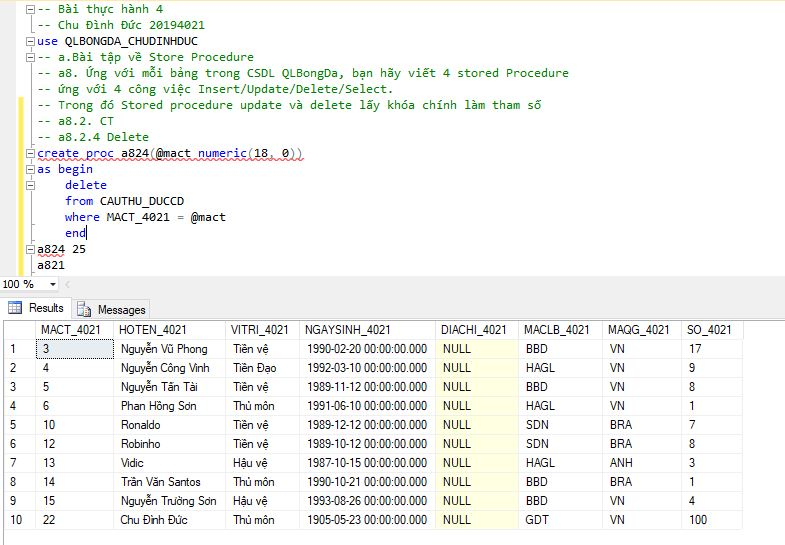 -- Bài thực hành 4
-- Chu Đình Đức 20194021
use QLBONGDA_CHUDINHDUC
-- a.Bài tập về Store Procedure
-- a8. Ứng với mỗi bảng trong CSDL QLBongDa, bạn hãy viết 4 stored Procedure
-- ứng với 4 công việc Insert/Update/Delete/Select.
-- Trong đó Stored procedure update và delete lấy khóa chính làm tham số
-- a8.2. CT
-- a8.2.4 Delete
create proc a824(@mact numeric(18, 0))
as begin
delete
from CAUTHU_DUCCD
where MACT_4021 = @mact
end
a824 25
a821
100 %
Results Messages
MACT_4021 HOTEN_4021 VITRI_4021 NGAYSINH_4021 DIACHI_4021 MACLB_4021 MAQG_4021 SO_4021
1 3 Nguyễn Vũ Phong Tiền vệ 1990-02-20 00:00:00.000 NULL BBD VN 17
2 4 Nguyễn Công Vinh Tiền Đạo 1992-03-10 00:00:00.000 NULL HAGL VN 9
3 5 Nguyễn Tấn Tài Tiền vệ 1989-11-12 00:00:00.000 NULL BBD VN 8
4 6 Phan Hồng Sơn Thủ môn 1991-06-10 00:00:00.000 NULL HAGL VN 1
5 10 Ronaldo Tiền vệ 1989-12-12 00:00:00.000 NULL SDN BRA 7
6 12 Robinho Tiền vệ 1989-10-12 00:00:00.000 NULL SDN BRA 8
7 13 Vidic Hậu vệ 1987-10-15 00:00:00.000 NULL HAGL ANH 3
8 14 Trần Văn Santos Thủ môn 1990-10-21 00:00:00.000 NULL BBD BRA 1
9 15 Nguyễn Trường Sơn Hậu vệ 1993-08-26 00:00:00.000 NULL BBD VN 4
10 22 Chu Đình Đức Thủ môn 1905-05-23 00:00:00.000 NULL GDT VN 100